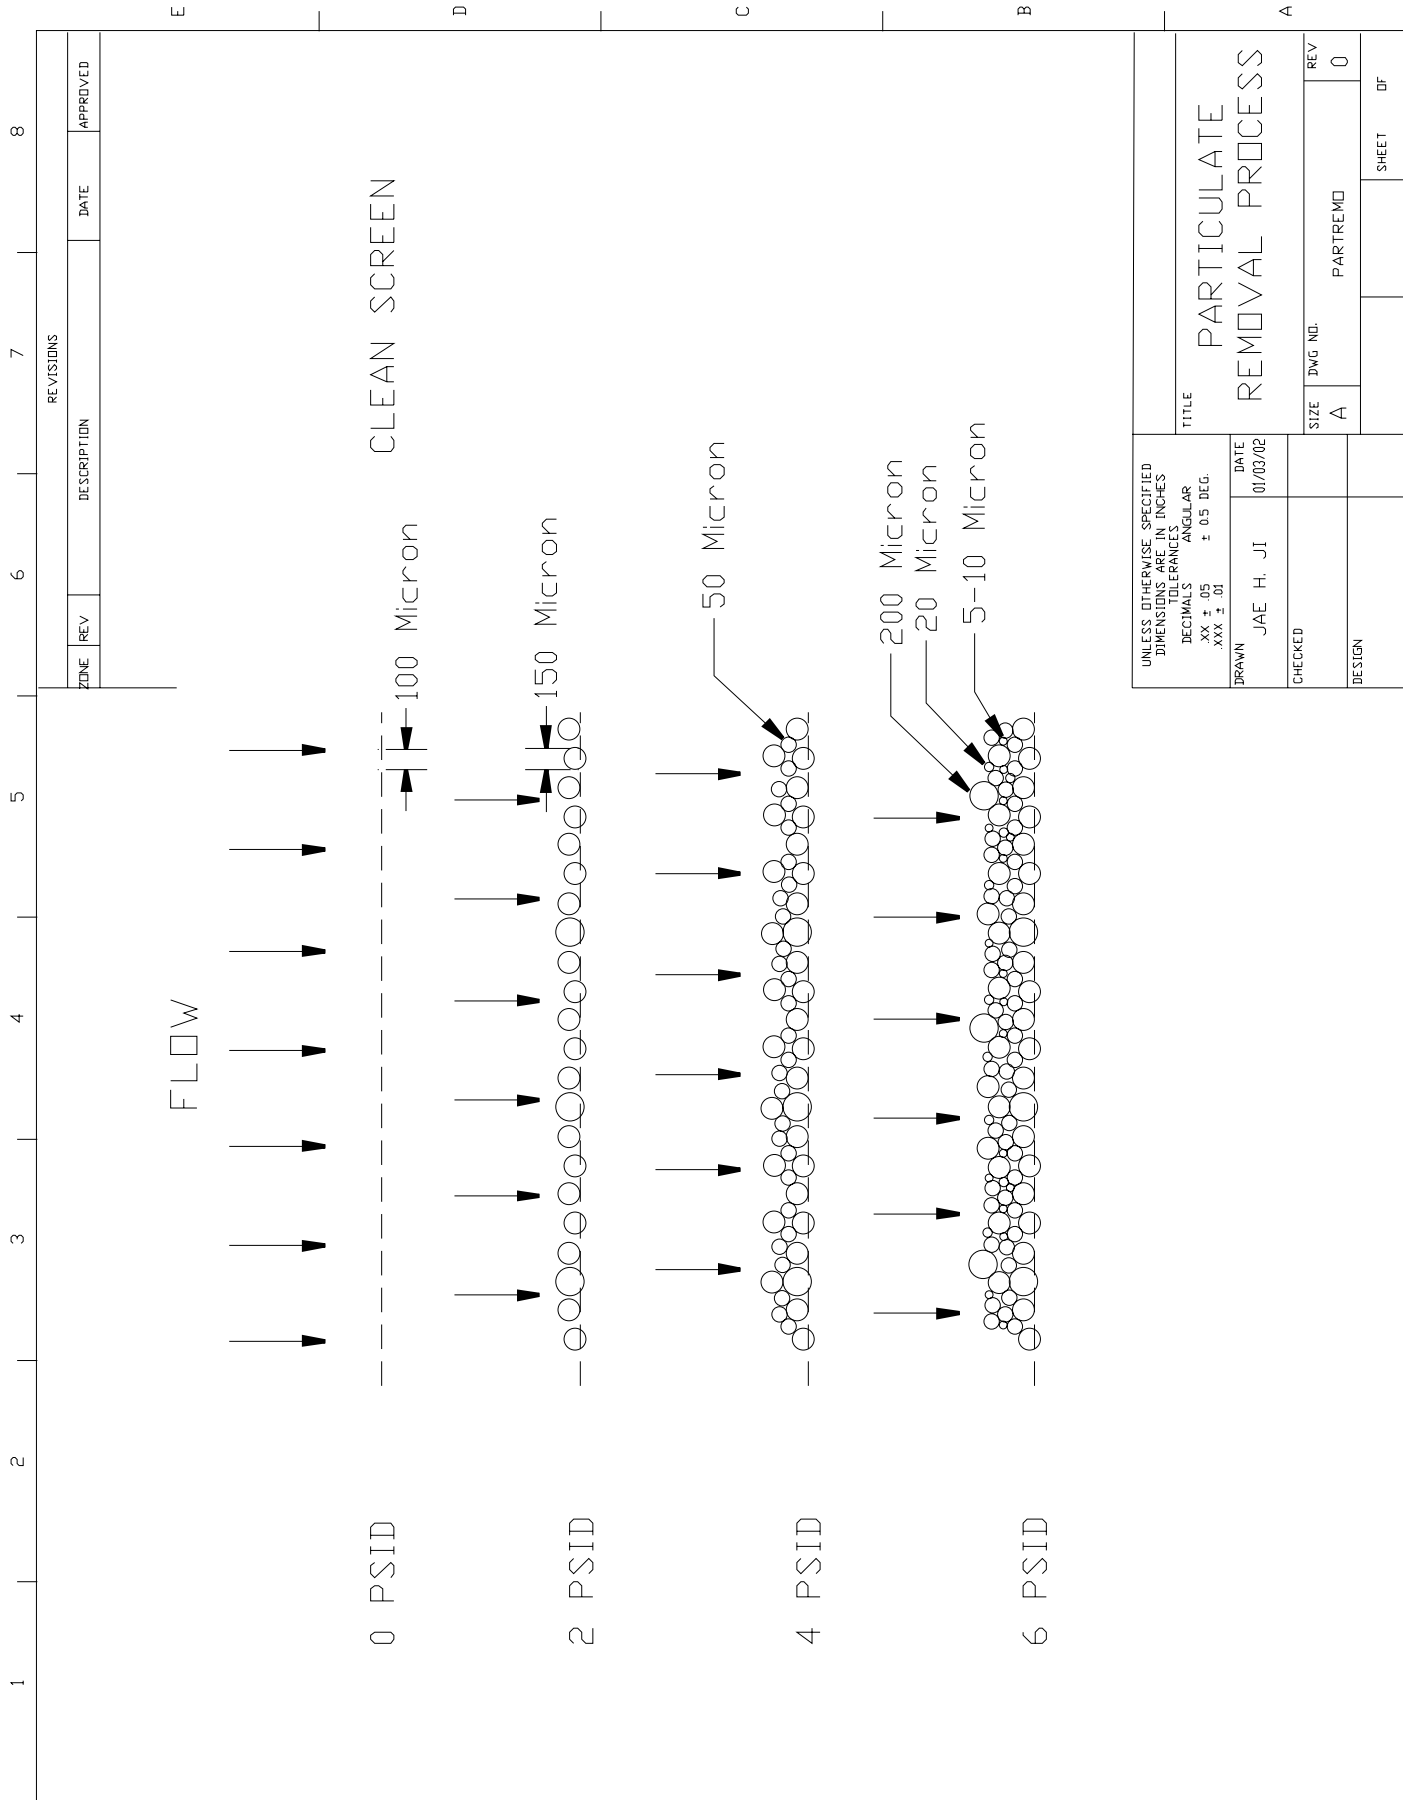 1 2 3 4 5 6 7 8
E
D
C
B
A
REVISIONS
ZONE REV DESCRIPTION DATE APPROVED
FLOW
0 PSID
100 Micron
CLEAN SCREEN
2 PSID
150 Micron
4 PSID
50 Micron
6 PSID
200 Micron
20 Micron
5-10 Micron
UNLESS OTHERWISE SPECIFIED
DIMENSIONS ARE IN INCHES
TOLERANCES
DECIMALS ANGULAR
.XX ± .05 ± 0.5 DEG.
.XXX ± .01
DRAWN DATE
JAE H. JI 01/03/02
CHECKED
DESIGN
TITLE
PARTICULATE
REMOVAL PROCESS
SIZE DWG NO. REV
A PARTREMO 0
SHEET OF